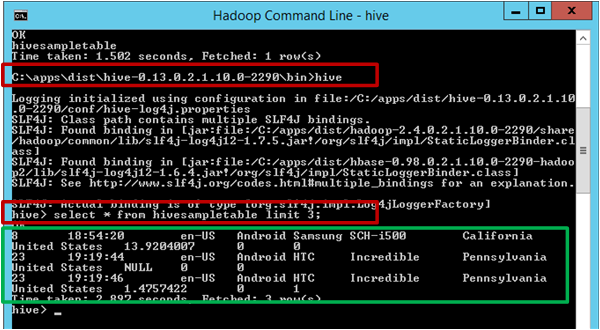 Hadoop Command Line - hive
OK
hivesampletable
Time taken: 1.502 seconds, Fetched: 1 row(s)
C:\apps\dist\hive-0.13.0.2.1.10.0-2290\bin>hive
Logging initialized using configuration in file:/C:/apps/dist/hive-0.13.0.2.1.10
.0-2290/conf/hive-log4j.properties
SLF4J: Class path contains multiple SLF4J bindings.
SLF4J: Found binding in [jar:file:/C:/apps/dist/hadoop-2.4.0.2.1.10.0-2290/share
/hadoop/common/lib/slf4j-log4j12-1.7.5.jar!/org/slf4j/impl/StaticLoggerBinder.cl
ass]
SLF4J: Found binding in [jar:file:/C:/apps/dist/hbase-0.98.0.2.1.10.0-2290-hadoo
p2/lib/slf4j-log4j12-1.6.4.jar!/org/slf4j/impl/StaticLoggerBinder.class]
SLF4J: See http://www.slf4j.org/codes.html#multiple_bindings for an explanation.
SLF4J: Actual binding is of type [org.slf4j.impl.Log4jLoggerFactory]
hive> select * from hivesampletable limit 3;
OK
8 18:54:20 en-US Android Samsung SCH-i500 California
United States 13.9204007 0 0
23 19:19:44 en-US Android HTC Incredible Pennsylvania
United States NULL 0 0
23 19:19:46 en-US Android HTC Incredible Pennsylvania
United States 1.4757422 0 1
Time taken: 2.897 seconds, Fetched: 3 row(s)
hive> _